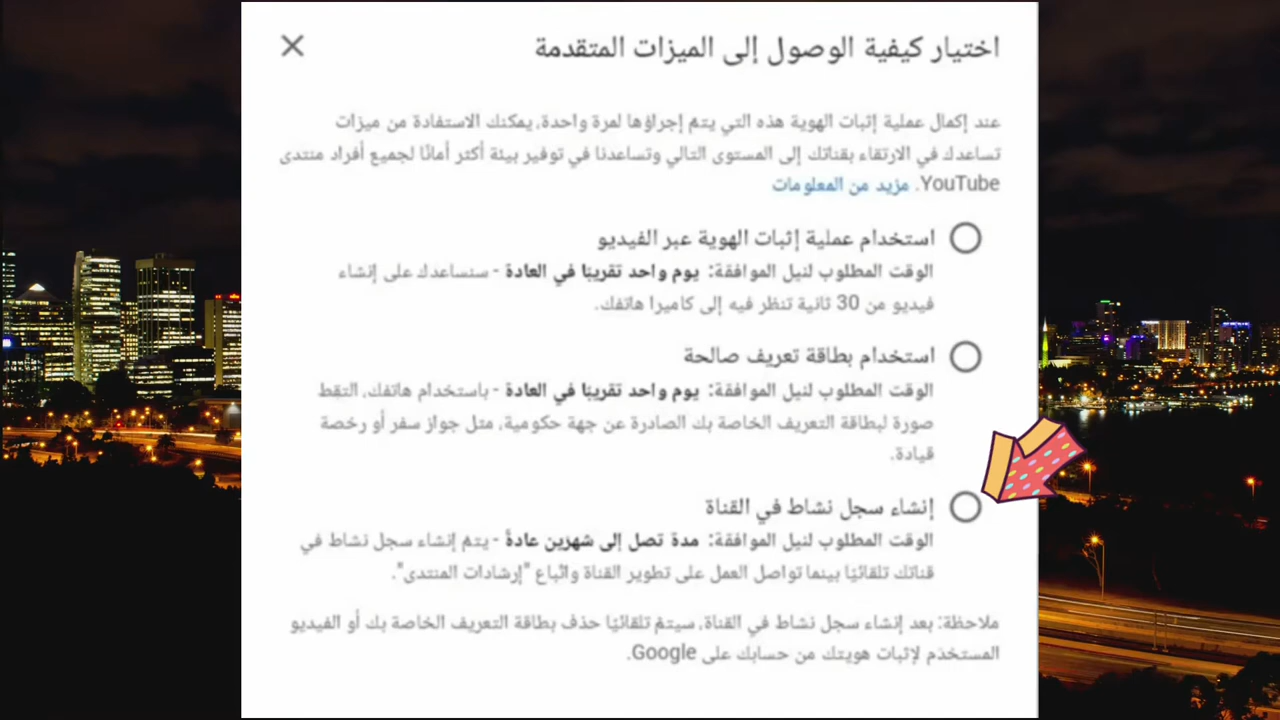 اختيار كيفية الوصول إلى الميزات المتقدمة
عند إكمال عملية إثبات الهوية هذه التي يتم إجراؤها لمرة واحدة، يمكنك الاستفادة من ميزات
تساعدك في الارتقاء بقناتك إلى المستوى التالي وتساعدنا في توفير بيئة أكثر أمانًا لجميع أفراد منتدى
YouTube. مزيد من المعلومات
استخدام عملية إثبات الهوية عبر الفيديو
الوقت المطلوب لنيل الموافقة: يوم واحد تقريبًا في العادة - سنساعدك على إنشاء
فيديو من 30 ثانية تنظر فيه إلى كاميرا هاتفك.
استخدام بطاقة تعريف صالحة
الوقت المطلوب لنيل الموافقة: يوم واحد تقريبًا في العادة - باستخدام هاتفك، التقِط
صورة لبطاقة التعريف الخاصة بك الصادرة عن جهة حكومية، مثل جواز سفر أو رخصة
قيادة.
إنشاء سجل نشاط في القناة
الوقت المطلوب لنيل الموافقة: مدة تصل إلى شهرين عادةً - يتم إنشاء سجل نشاط في
قناتك تلقائيًا بينما تواصل العمل على تطوير القناة واتّباع "إرشادات المنتدى".
ملاحظة: بعد إنشاء سجل نشاط في القناة، سيتم تلقائيًا حذف بطاقة التعريف الخاصة بك أو الفيديو
المستخدَم لإثبات هويتك من حسابك على Google.